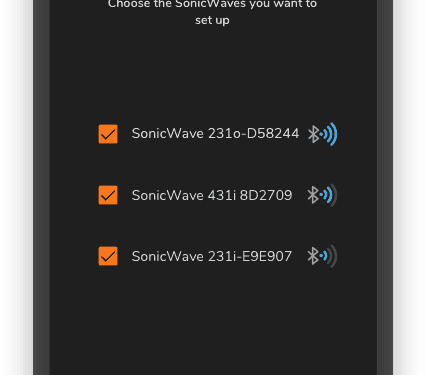 Choose the SonicWaves you want to
set up
SonicWave 231o-D58244
SonicWave 431i 8D2709
SonicWave 231i-E9E907